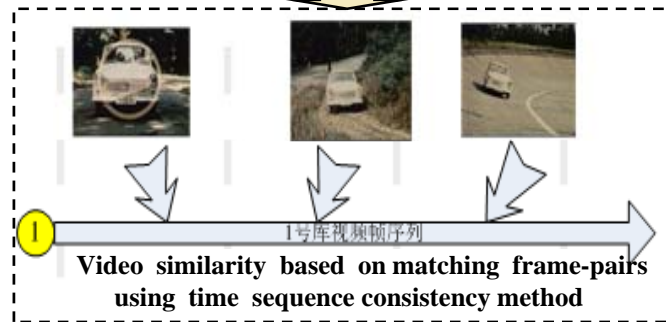 1
1号库视频帧序列
Video similarity based on matching frame-pairs
using time sequence consistency method